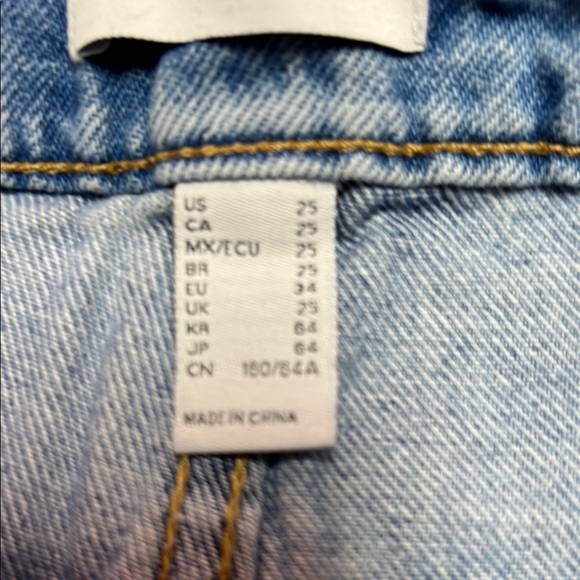 US 25
CA 25
MX/ECU 25
BR 25
EU 34
UK 25
KR 64
JP 64
CN 160/64A
MADE IN CHINA